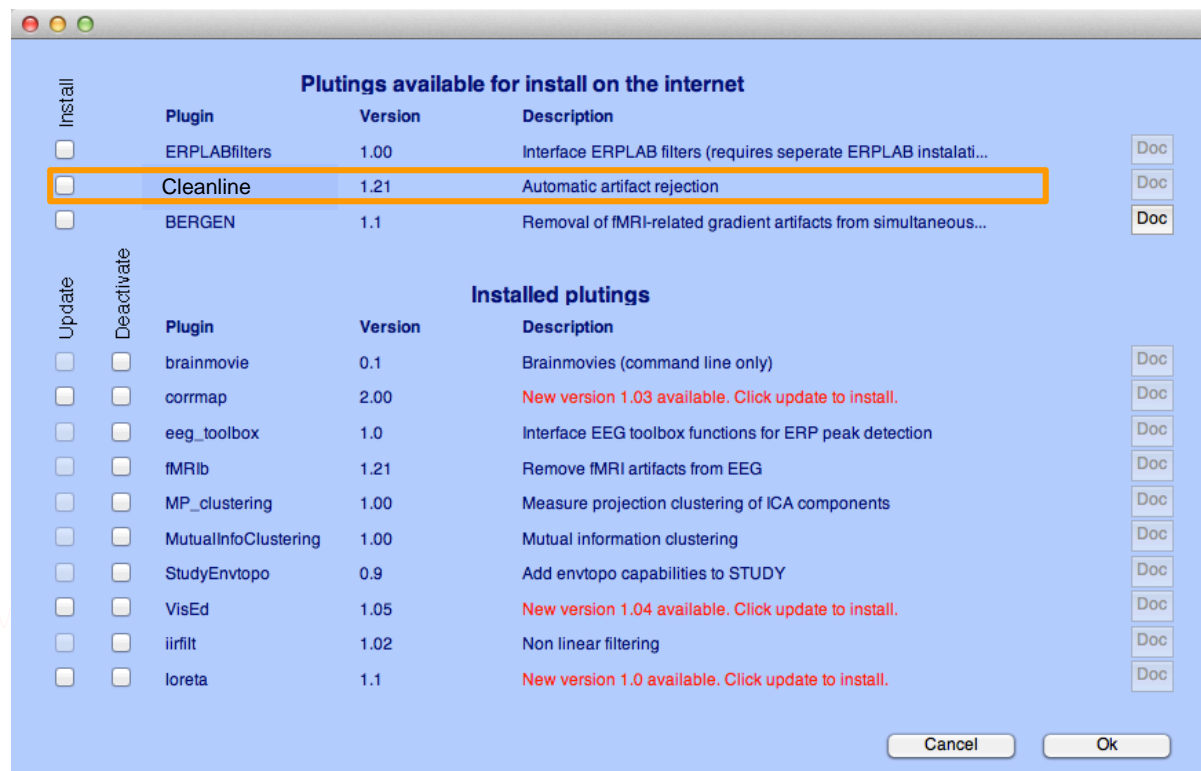 Plutings available for install on the internet
Install
Plugin Version Description
ERPLABfilters 1.00 Interface ERPLAB filters (requires seperate ERPLAB instalati... Doc
Cleanline 1.21 Automatic artifact rejection Doc
BERGEN 1.1 Removal of fMRI-related gradient artifacts from simultaneous... Doc
Update
Deactivate
Installed plutings
Plugin Version Description
brainmovie 0.1 Brainmovies (command line only) Doc
corrmap 2.00 New version 1.03 available. Click update to install. Doc
eeg_toolbox 1.0 Interface EEG toolbox functions for ERP peak detection Doc
fMRIb 1.21 Remove fMRI artifacts from EEG Doc
MP_clustering 1.00 Measure projection clustering of ICA components Doc
MutualInfoClustering 1.00 Mutual information clustering Doc
StudyEnvtopo 0.9 Add envtopo capabilities to STUDY Doc
VisEd 1.05 New version 1.04 available. Click update to install. Doc
iirfilt 1.02 Non linear filtering Doc
loreta 1.1 New version 1.0 available. Click update to install. Doc
Cancel Ok